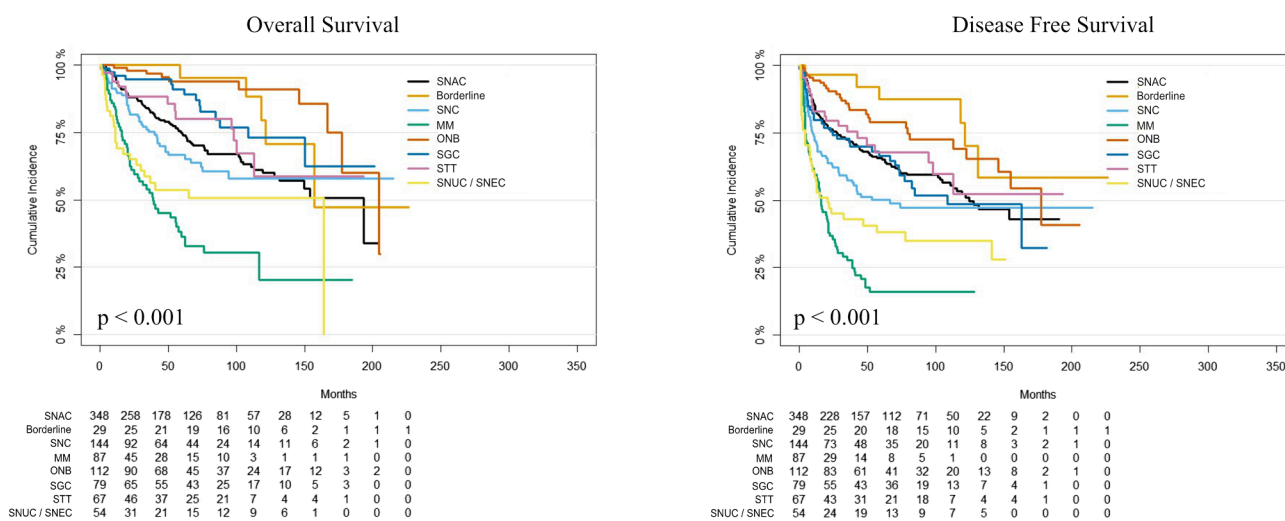 Overall Survival
Cumulative Incidence
100 %
75 %
50 %
25 %
0 %
SNAC
Borderline
SNC
MM
ONB
SGC
STT
SNUC / SNEC
p < 0.001
0 50 100 150 200 250 300 350
Months
SNAC 348 258 178 126 81 57 28 12 5 1 0
Borderline 29 25 21 19 16 10 6 2 1 1 1
SNC 144 92 64 44 24 14 11 6 2 1 0
MM 87 45 28 15 10 3 1 1 1 0 0
ONB 112 90 68 45 37 24 17 12 3 2 0
SGC 79 65 55 43 25 17 10 5 3 0 0
STT 67 46 37 25 21 7 4 4 1 0 0
SNUC / SNEC 54 31 21 15 12 9 6 1 0 0 0
Disease Free Survival
Cumulative Incidence
100 %
75 %
50 %
25 %
0 %
SNAC
Borderline
SNC
MM
ONB
SGC
STT
SNUC / SNEC
p < 0.001
0 50 100 150 200 250 300 350
Months
SNAC 348 228 157 112 71 50 22 9 2 0 0
Borderline 29 25 20 18 15 10 5 2 1 1 1
SNC 144 73 48 35 20 11 8 3 2 1 0
MM 87 29 14 8 5 1 0 0 0 0 0
ONB 112 83 61 41 32 20 13 8 2 1 0
SGC 79 55 43 36 19 13 7 4 1 0 0
STT 67 43 31 21 18 7 4 4 1 0 0
SNUC / SNEC 54 24 19 13 9 7 5 0 0 0 0